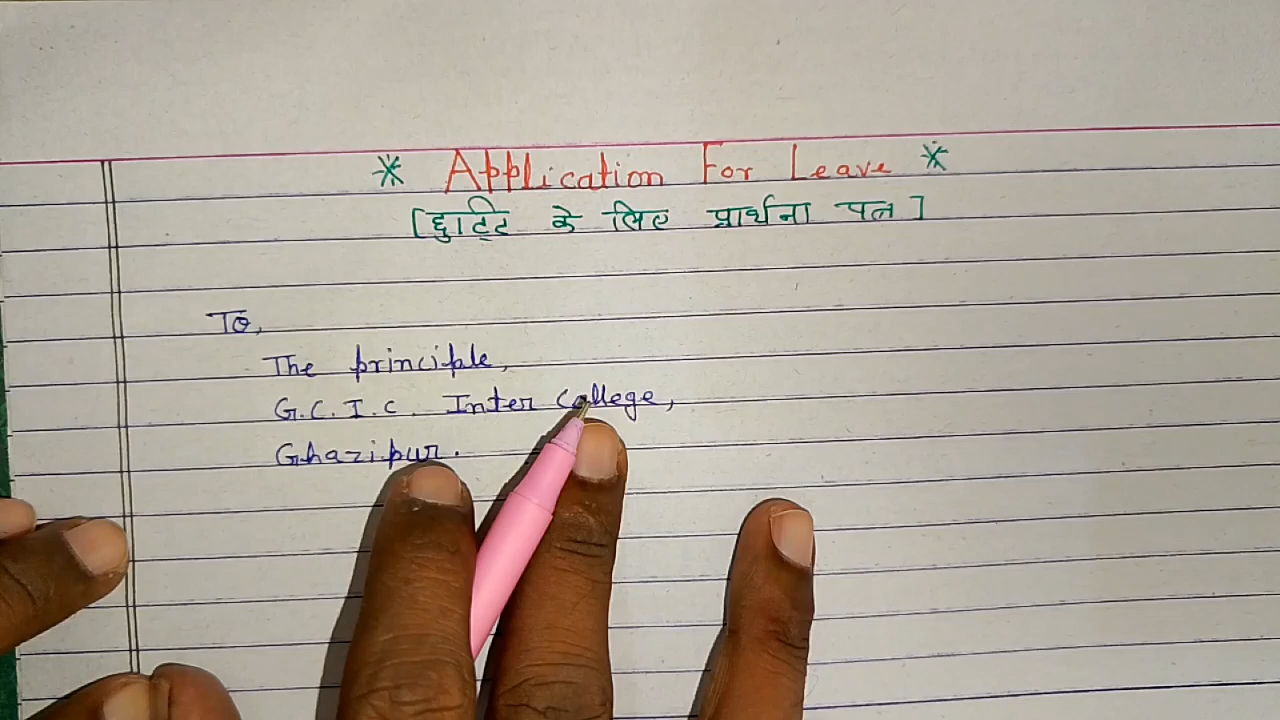 * Application For Leave *
[छुट्टि के लिए प्रार्थना पत्र]
To,
The principle,
G.C.I.C. Inter College,
Ghazipur.